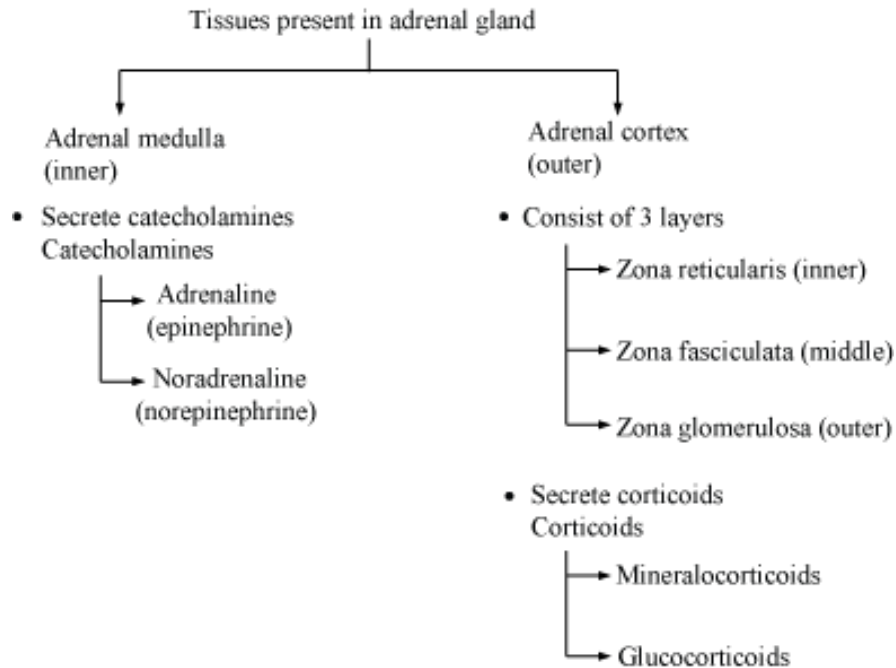 Tissues present in adrenal gland
Adrenal medulla
(inner)
• Secrete catecholamines
Catecholamines
Adrenaline
(epinephrine)
Noradrenaline
(norepinephrine)
Adrenal cortex
(outer)
• Consist of 3 layers
Zona reticularis (inner)
Zona fasciculata (middle)
Zona glomerulosa (outer)
• Secrete corticoids
Corticoids
Mineralocorticoids
Glucocorticoids